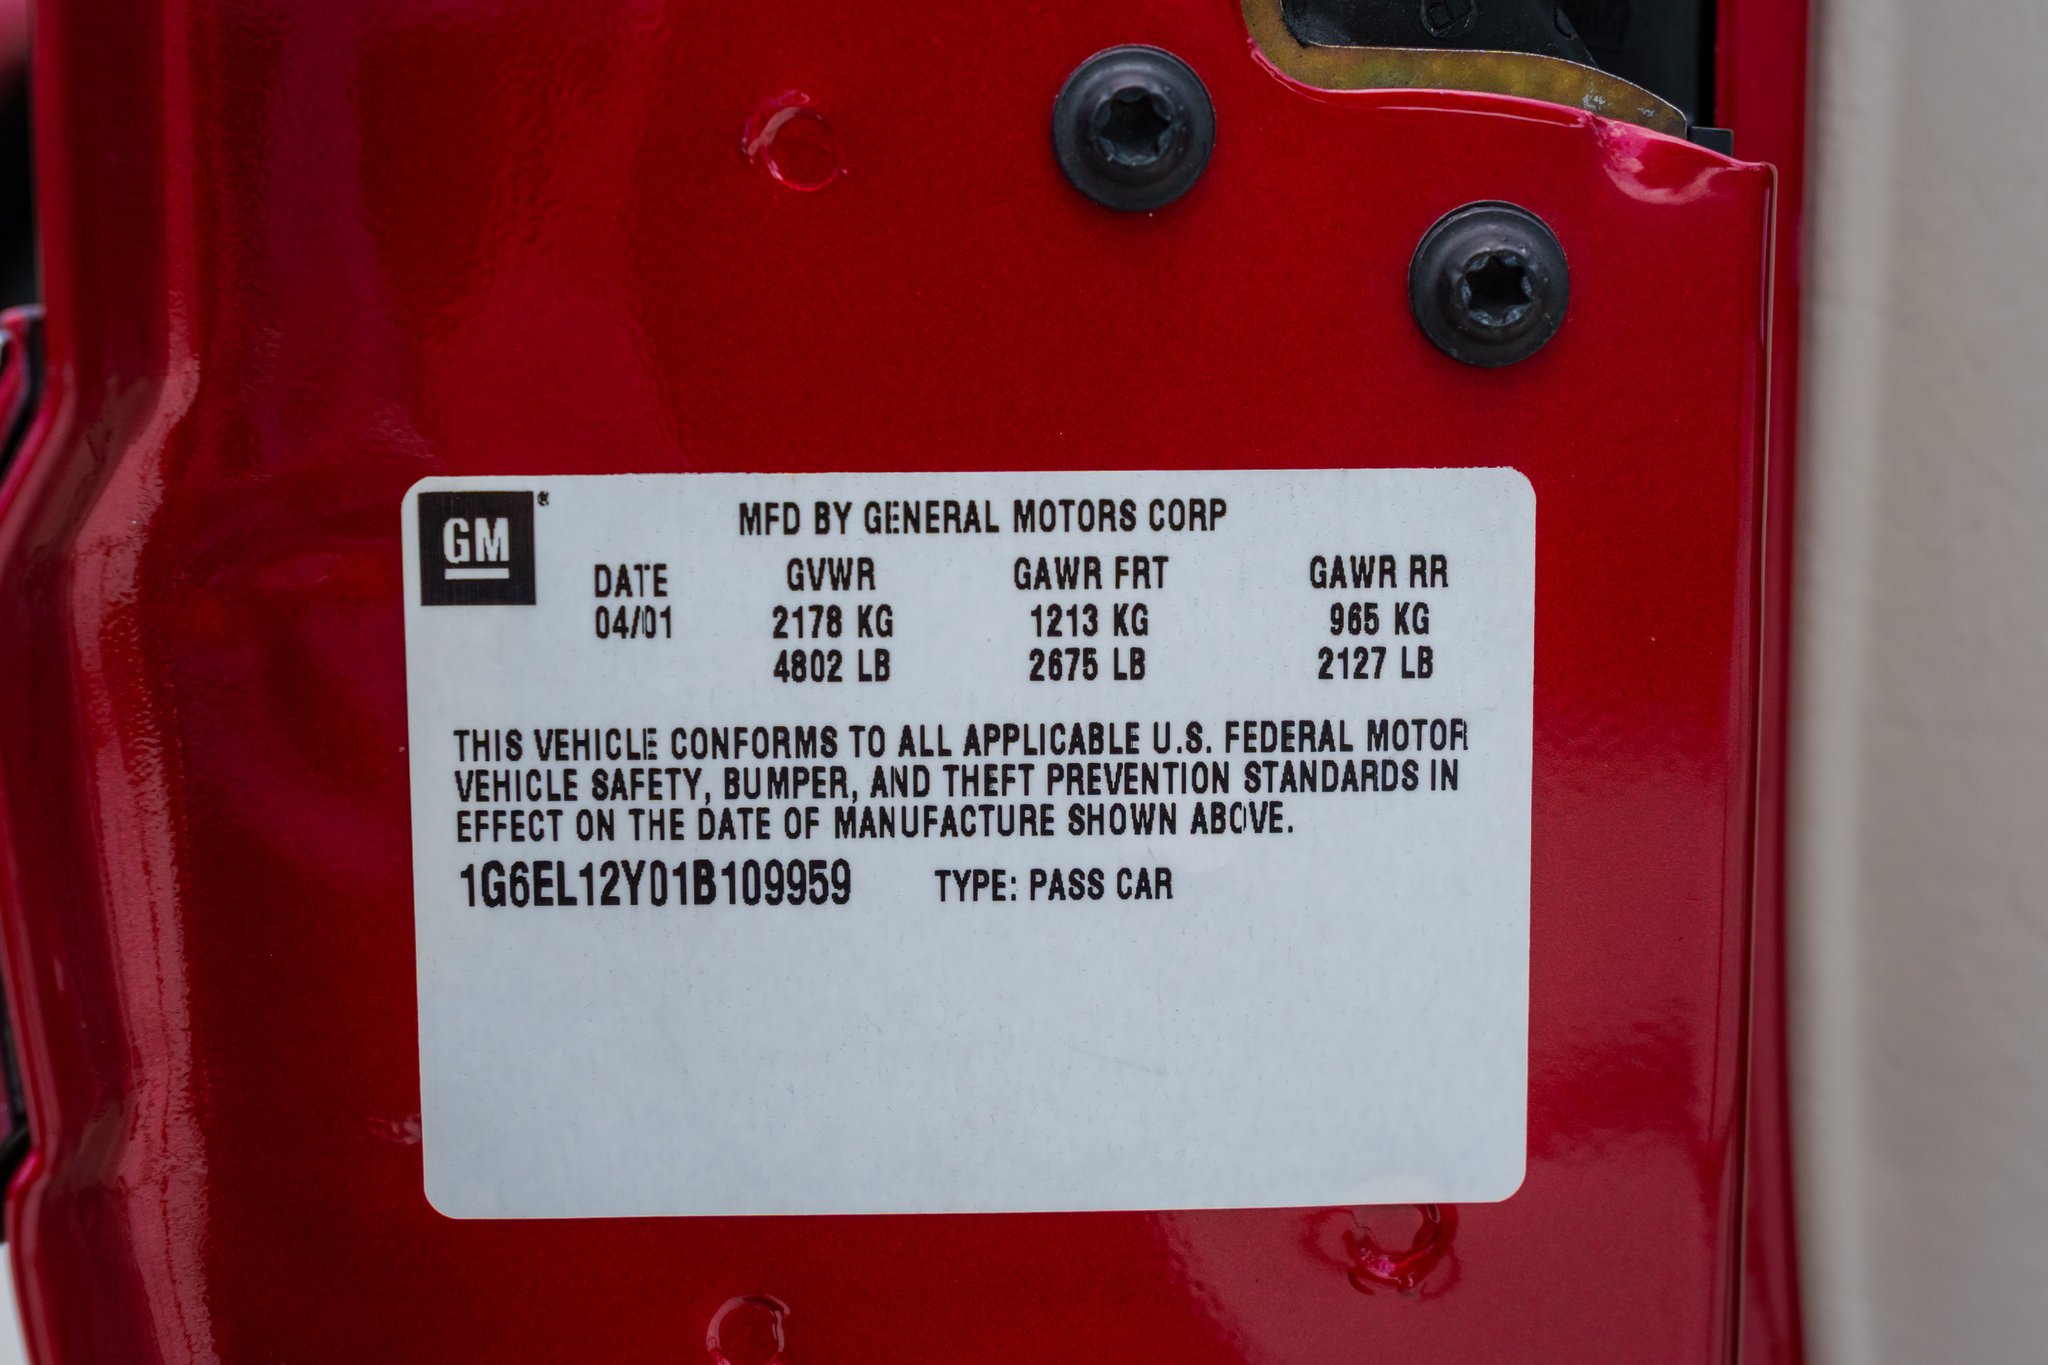 GM®
MFD BY GENERAL MOTORS CORP
DATE GVWR GAWR FRT GAWR RR
04/01 2178 KG 1213 KG 965 KG
4802 LB 2675 LB 2127 LB
THIS VEHICLE CONFORMS TO ALL APPLICABLE U.S. FEDERAL MOTOR
VEHICLE SAFETY, BUMPER, AND THEFT PREVENTION STANDARDS IN
EFFECT ON THE DATE OF MANUFACTURE SHOWN ABOVE.
1G6EL12Y01B109959 TYPE: PASS CAR